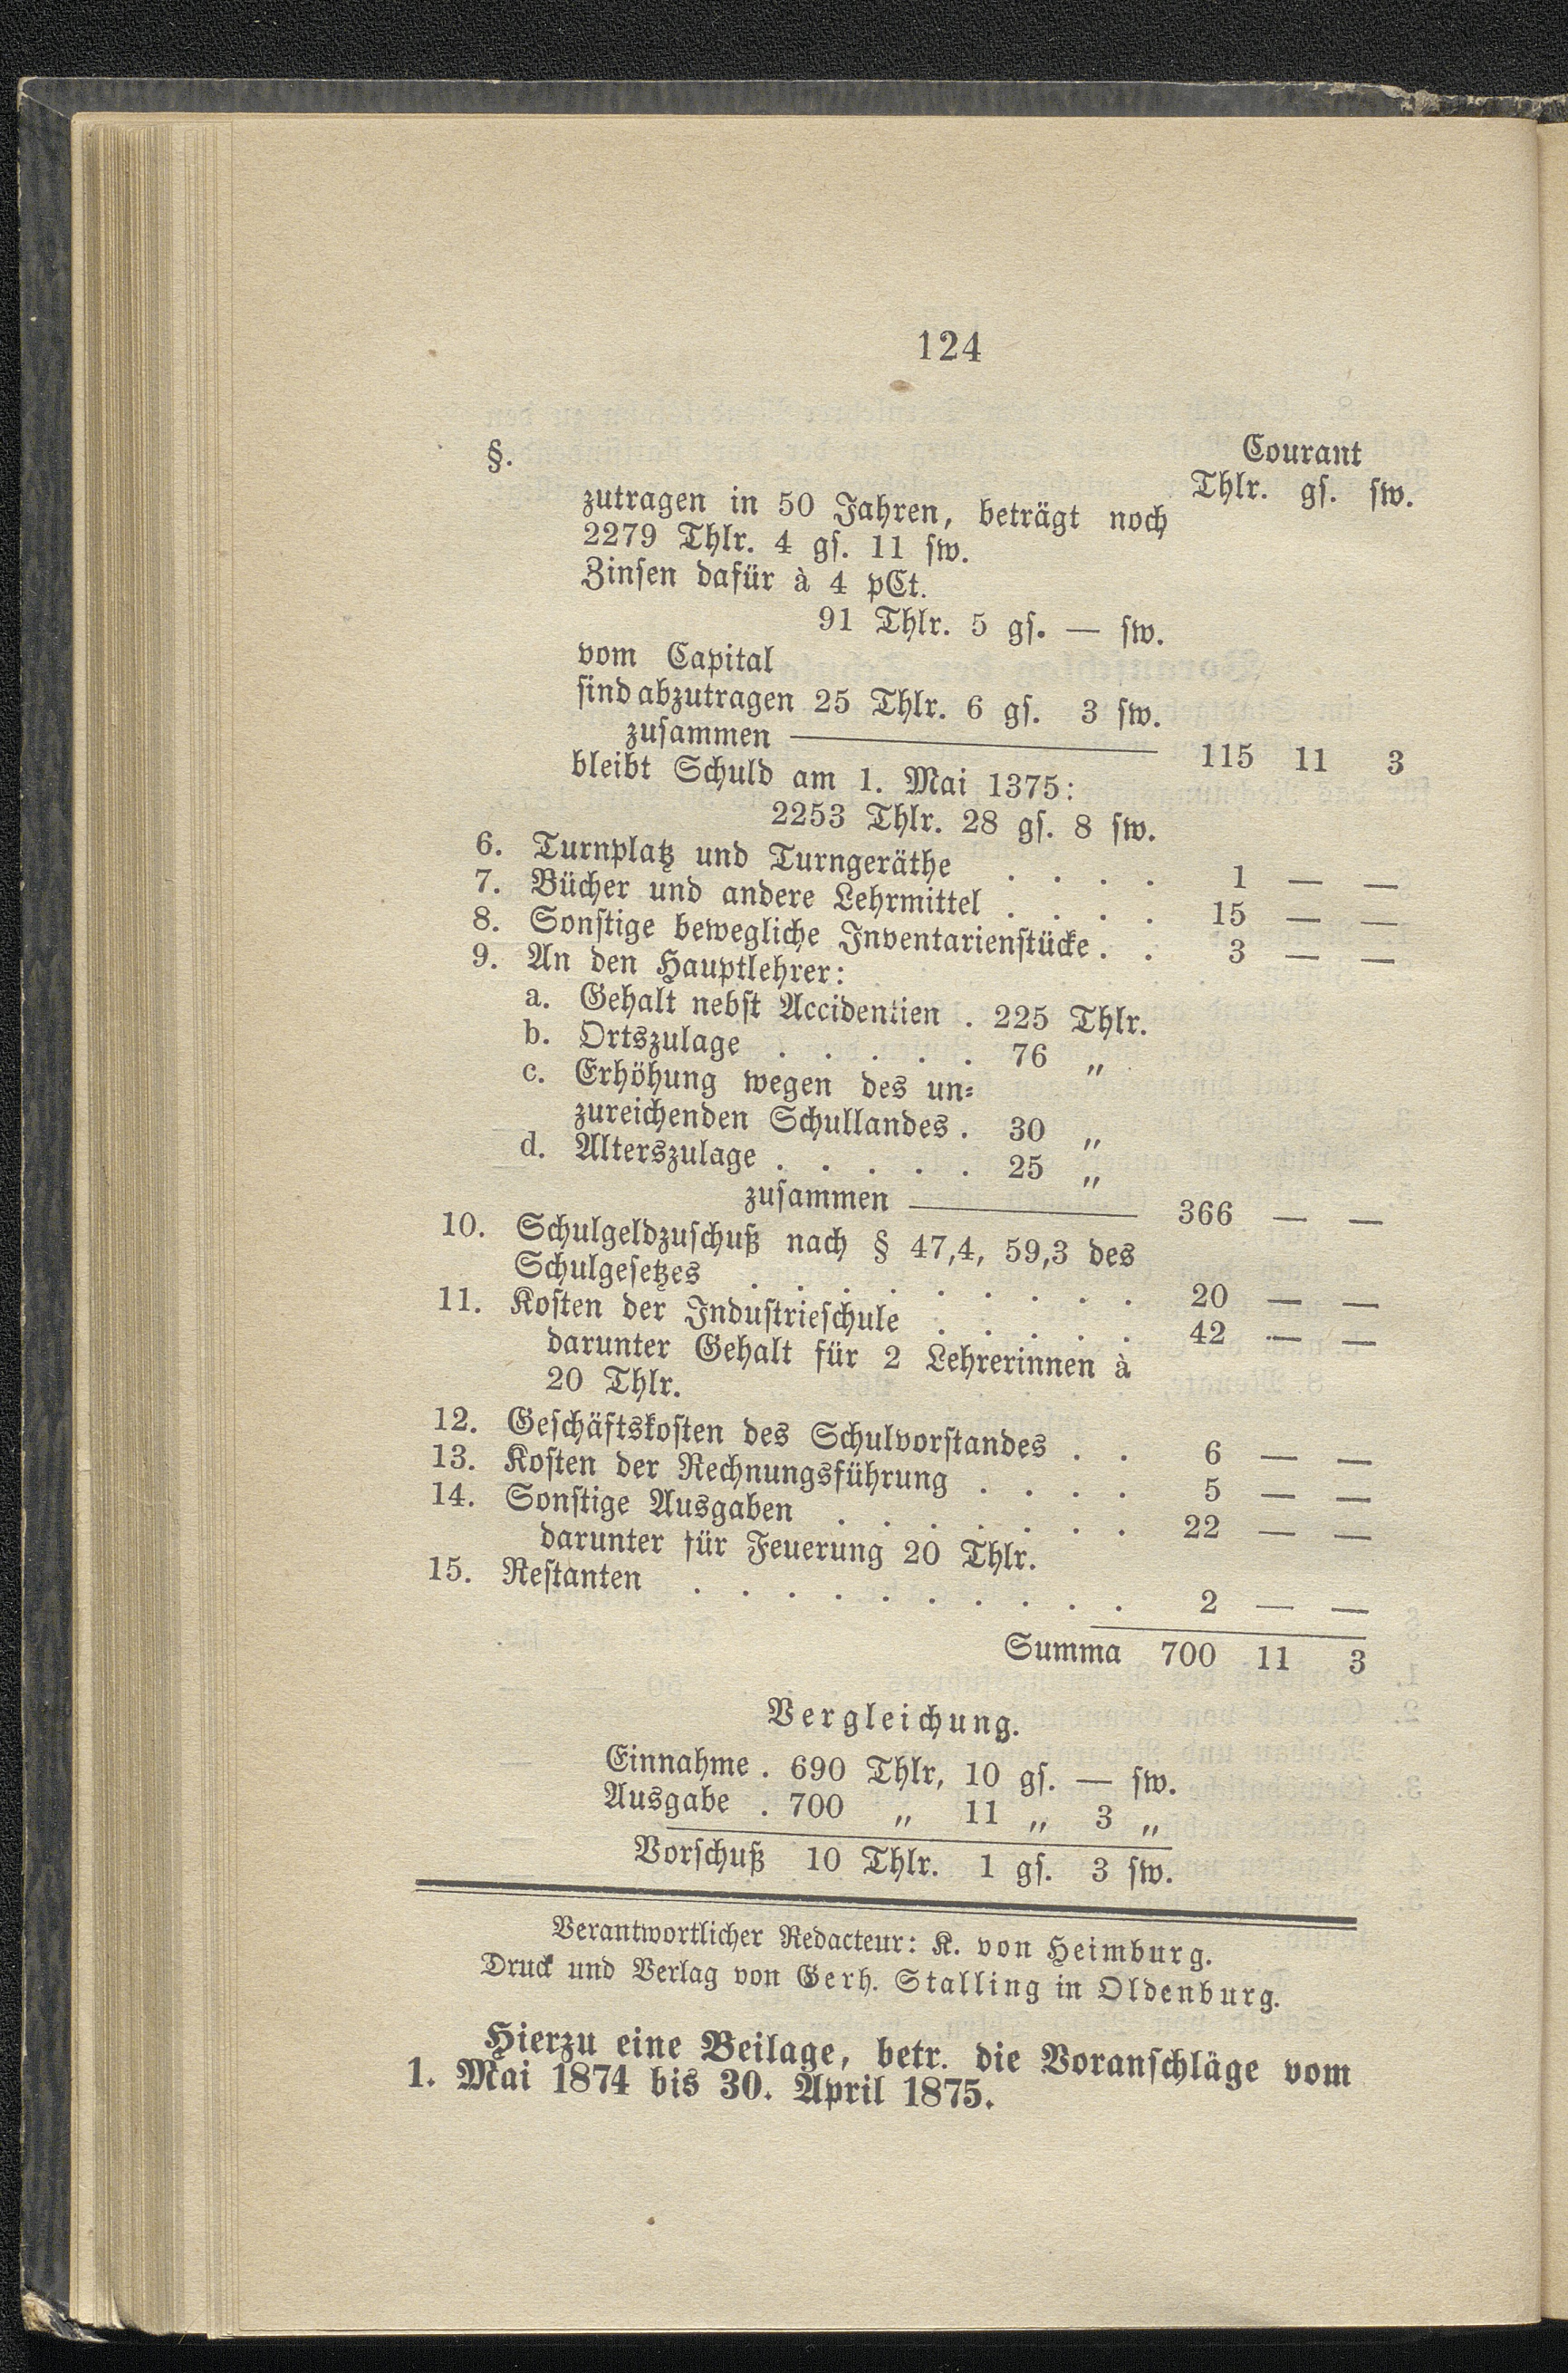 124
§. Courant
Thlr. gs. sw.
zutragen in 50 Jahren, beträgt noch
2279 Thlr. 4 gs. 11 sw.
Zinsen dafür à 4 pCt.
91 Thlr. 5 gs. — sw.
vom Capital
sind abzutragen 25 Thlr. 6 gs. 3 sw.
zusammen ——— 115 11 3
bleibt Schuld am 1. Mai 1375:
2253 Thlr. 28 gs. 8 sw.
6. Turnplatz und Turngeräthe . . . . 1 — —
7. Bücher und andere Lehrmittel . . . . 15 — —
8. Sonstige bewegliche Inventarienstücke . . 3 — —
9. An den Hauptlehrer:
a. Gehalt nebst Accidentien . 225 Thlr.
b. Ortszulage . . . . . 76 „
c. Erhöhung wegen des un-
zureichenden Schullandes . 30 „
d. Alterszulage . . . . . 25 „
zusammen ——— 366 — —
10. Schulgeldzuschuß nach § 47,4, 59,3 des
Schulgesetzes . . . . . . . . . 20 — —
11. Kosten der Industrieschule . . . . . 42 — —
darunter Gehalt für 2 Lehrerinnen à
20 Thlr.
12. Geschäftskosten des Schulvorstandes . . 6 — —
13. Kosten der Rechnungsführung . . . . 5 — —
14. Sonstige Ausgaben . . . . . . . 22 — —
darunter für Feuerung 20 Thlr.
15. Restanten . . . . . . . . . . 2 — —
Summa 700 11 3
Vergleichung.
Einnahme . 690 Thlr, 10 gs. — sw.
Ausgabe . 700 „ 11 „ 3 „
Vorschuß 10 Thlr. 1 gs. 3 sw.
Verantwortlicher Redacteur: K. von Heimburg.
Druck und Verlag von Gerh. Stalling in Oldenburg.
Hierzu eine Beilage, betr. die Voranschläge vom
1. Mai 1874 bis 30. April 1875.